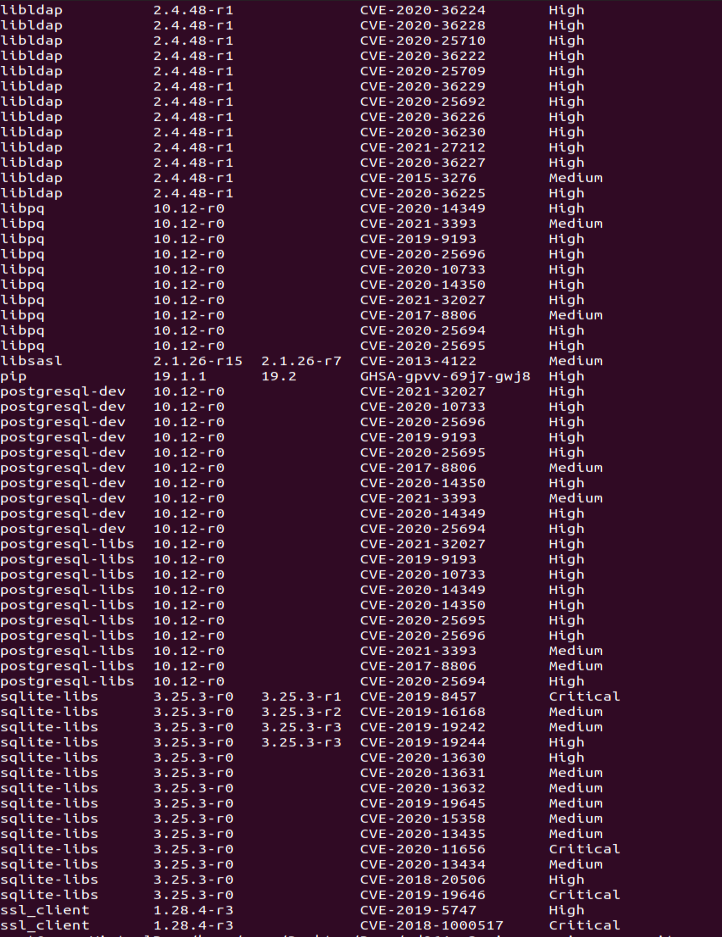 libldap 2.4.48-r1 CVE-2020-36224 High
libldap 2.4.48-r1 CVE-2020-36228 High
libldap 2.4.48-r1 CVE-2020-25710 High
libldap 2.4.48-r1 CVE-2020-36222 High
libldap 2.4.48-r1 CVE-2020-25709 High
libldap 2.4.48-r1 CVE-2020-36229 High
libldap 2.4.48-r1 CVE-2020-25692 High
libldap 2.4.48-r1 CVE-2020-36226 High
libldap 2.4.48-r1 CVE-2020-36230 High
libldap 2.4.48-r1 CVE-2021-27212 High
libldap 2.4.48-r1 CVE-2020-36227 High
libldap 2.4.48-r1 CVE-2015-3276 Medium
libldap 2.4.48-r1 CVE-2020-36225 High
libpq 10.12-r0 CVE-2020-14349 High
libpq 10.12-r0 CVE-2021-3393 Medium
libpq 10.12-r0 CVE-2019-9193 High
libpq 10.12-r0 CVE-2020-25696 High
libpq 10.12-r0 CVE-2020-10733 High
libpq 10.12-r0 CVE-2020-14350 High
libpq 10.12-r0 CVE-2021-32027 High
libpq 10.12-r0 CVE-2017-8806 Medium
libpq 10.12-r0 CVE-2020-25694 High
libpq 10.12-r0 CVE-2020-25695 High
libsasl 2.1.26-r15 2.1.26-r7 CVE-2013-4122 Medium
pip 19.1.1 19.2 GHSA-gpvv-69j7-gwj8 High
postgresql-dev 10.12-r0 CVE-2021-32027 High
postgresql-dev 10.12-r0 CVE-2020-10733 High
postgresql-dev 10.12-r0 CVE-2020-25696 High
postgresql-dev 10.12-r0 CVE-2019-9193 High
postgresql-dev 10.12-r0 CVE-2020-25695 High
postgresql-dev 10.12-r0 CVE-2017-8806 Medium
postgresql-dev 10.12-r0 CVE-2020-14350 High
postgresql-dev 10.12-r0 CVE-2021-3393 Medium
postgresql-dev 10.12-r0 CVE-2020-14349 High
postgresql-dev 10.12-r0 CVE-2020-25694 High
postgresql-libs 10.12-r0 CVE-2021-32027 High
postgresql-libs 10.12-r0 CVE-2019-9193 High
postgresql-libs 10.12-r0 CVE-2020-10733 High
postgresql-libs 10.12-r0 CVE-2020-14349 High
postgresql-libs 10.12-r0 CVE-2020-14350 High
postgresql-libs 10.12-r0 CVE-2020-25695 High
postgresql-libs 10.12-r0 CVE-2020-25696 High
postgresql-libs 10.12-r0 CVE-2021-3393 Medium
postgresql-libs 10.12-r0 CVE-2017-8806 Medium
postgresql-libs 10.12-r0 CVE-2020-25694 High
sqlite-libs 3.25.3-r0 3.25.3-r1 CVE-2019-8457 Critical
sqlite-libs 3.25.3-r0 3.25.3-r2 CVE-2019-16168 Medium
sqlite-libs 3.25.3-r0 3.25.3-r3 CVE-2019-19242 Medium
sqlite-libs 3.25.3-r0 3.25.3-r3 CVE-2019-19244 High
sqlite-libs 3.25.3-r0 CVE-2020-13630 High
sqlite-libs 3.25.3-r0 CVE-2020-13631 Medium
sqlite-libs 3.25.3-r0 CVE-2020-13632 Medium
sqlite-libs 3.25.3-r0 CVE-2019-19645 Medium
sqlite-libs 3.25.3-r0 CVE-2020-15358 Medium
sqlite-libs 3.25.3-r0 CVE-2020-13435 Medium
sqlite-libs 3.25.3-r0 CVE-2020-11656 Critical
sqlite-libs 3.25.3-r0 CVE-2020-13434 Medium
sqlite-libs 3.25.3-r0 CVE-2018-20506 High
sqlite-libs 3.25.3-r0 CVE-2019-19646 Critical
ssl_client 1.28.4-r3 CVE-2019-5747 High
ssl_client 1.28.4-r3 CVE-2018-1000517 Critical